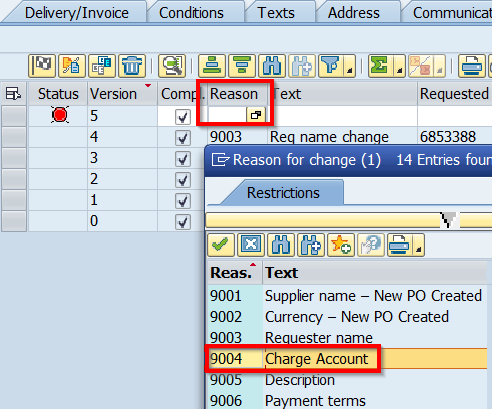 Delivery/Invoice Conditions Texts Address Communicat
Status Version Comp. Reason Text Requested
5
4 9003 Req name change 6853388
3
2
1
0
Reason for change (1) 14 Entries foun
Restrictions
Reas. Text
9001 Supplier name – New PO Created
9002 Currency – New PO Created
9003 Requester name
9004 Charge Account
9005 Description
9006 Payment terms